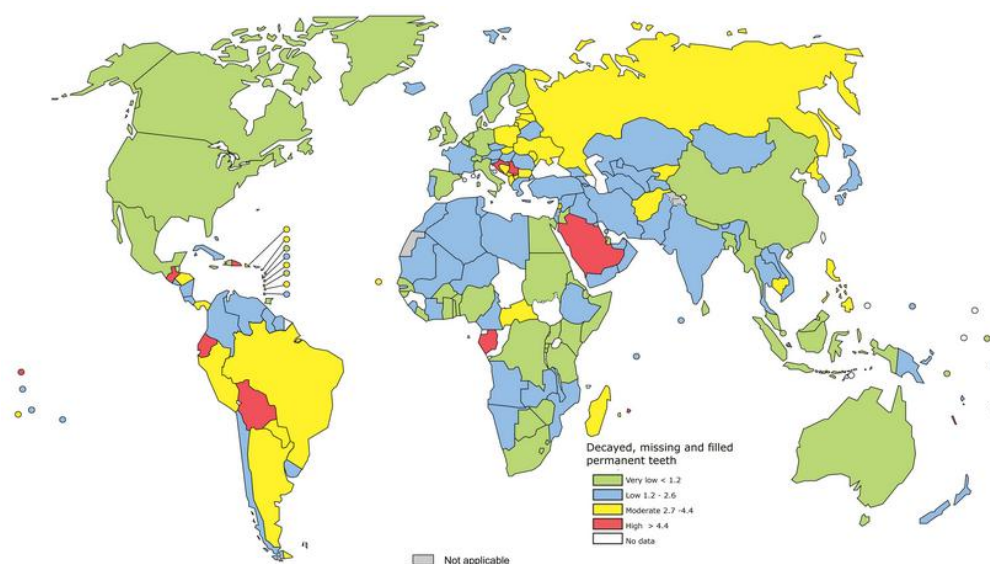 Decayed, missing and filled
permanent teeth
Very low < 1.2
Low 1.2 - 2.6
Moderate 2.7 -4.4
High > 4.4
No data
Not applicable